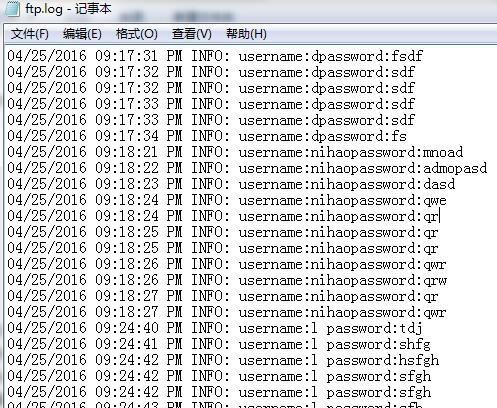 ftp.log - 记事本
文件(F) 编辑(E) 格式(O) 查看(V) 帮助(H)
04/25/2016 09:17:31 PM INFO: username:dpassword:fsdf
04/25/2016 09:17:32 PM INFO: username:dpassword:sdf
04/25/2016 09:17:32 PM INFO: username:dpassword:sdf
04/25/2016 09:17:33 PM INFO: username:dpassword:sdf
04/25/2016 09:17:33 PM INFO: username:dpassword:sdf
04/25/2016 09:17:34 PM INFO: username:dpassword:fs
04/25/2016 09:18:21 PM INFO: username:nihaopassword:mnoad
04/25/2016 09:18:22 PM INFO: username:nihaopassword:admopasd
04/25/2016 09:18:23 PM INFO: username:nihaopassword:dasd
04/25/2016 09:18:24 PM INFO: username:nihaopassword:qwe
04/25/2016 09:18:24 PM INFO: username:nihaopassword:qr
04/25/2016 09:18:25 PM INFO: username:nihaopassword:qr
04/25/2016 09:18:25 PM INFO: username:nihaopassword:qr
04/25/2016 09:18:26 PM INFO: username:nihaopassword:qwr
04/25/2016 09:18:26 PM INFO: username:nihaopassword:qrw
04/25/2016 09:18:27 PM INFO: username:nihaopassword:qr
04/25/2016 09:18:27 PM INFO: username:nihaopassword:qwr
04/25/2016 09:24:40 PM INFO: username:l password:tdj
04/25/2016 09:24:41 PM INFO: username:l password:shfg
04/25/2016 09:24:42 PM INFO: username:l password:hsfgh
04/25/2016 09:24:42 PM INFO: username:l password:sfgh
04/25/2016 09:24:42 PM INFO: username:l password:sfgh